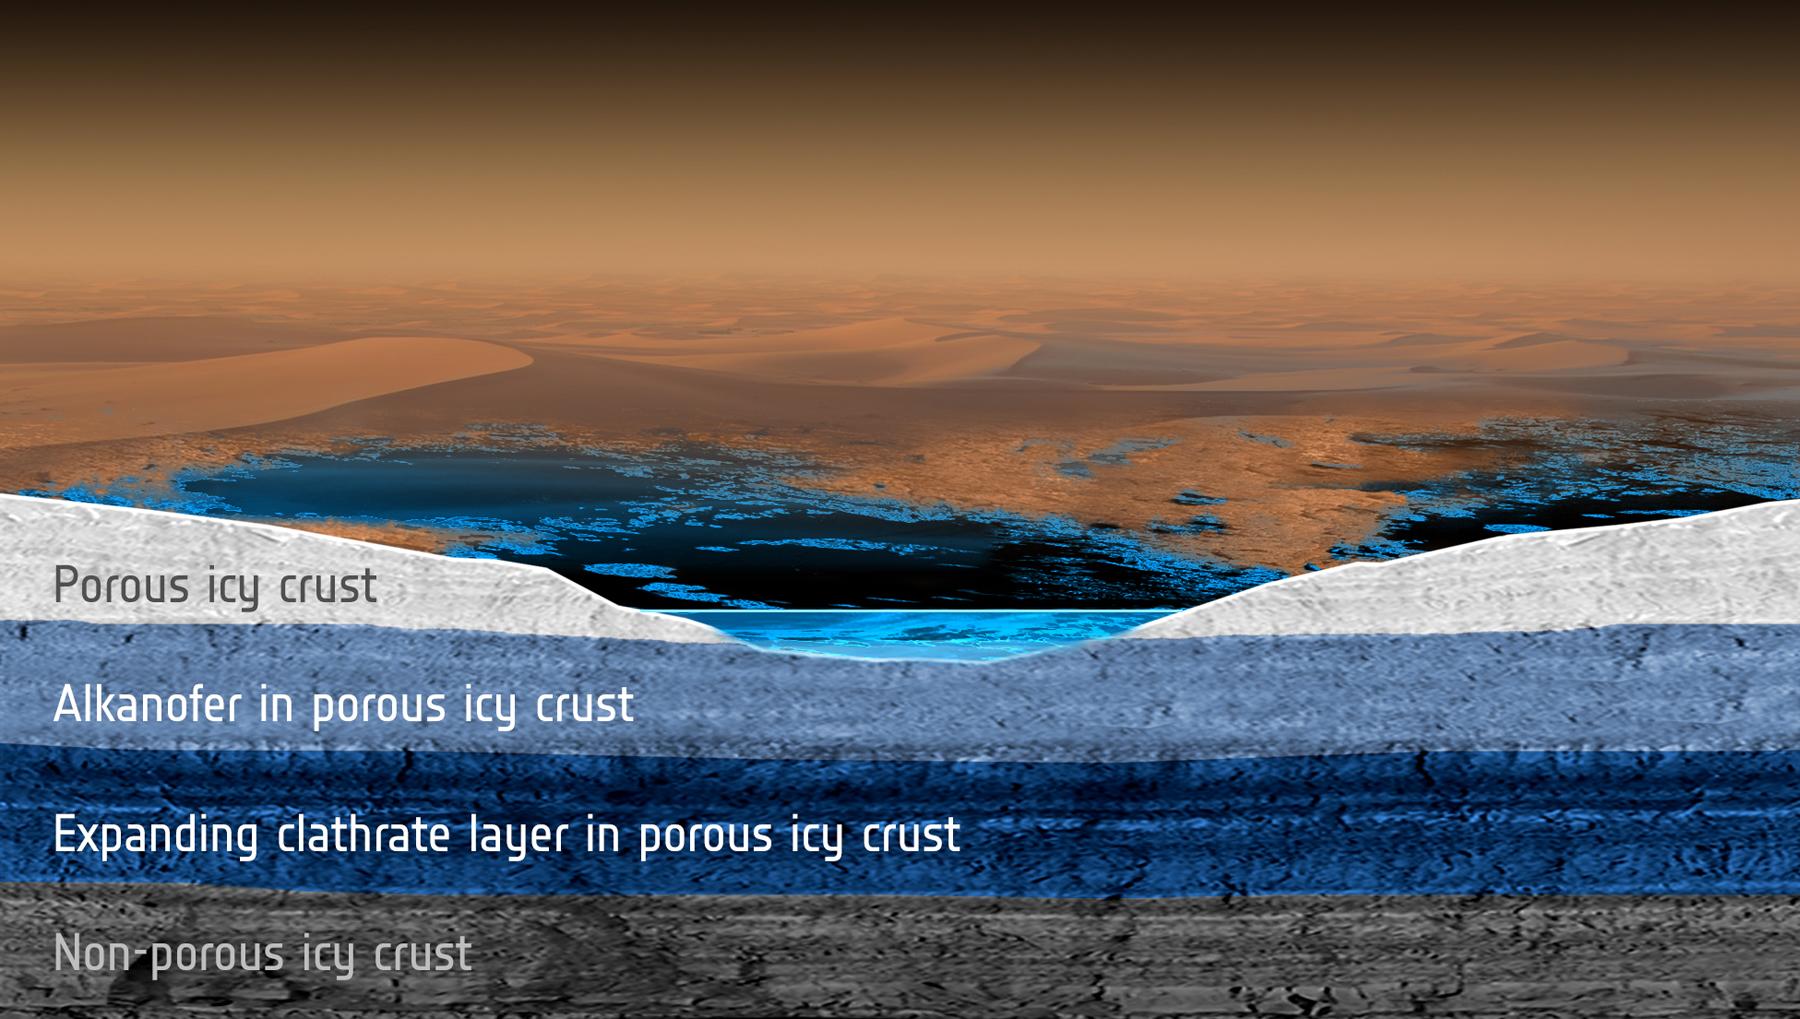 Porous icy crust
Alkanofer in porous icy crust
Expanding clathrate layer in porous icy crust
Non-porous icy crust